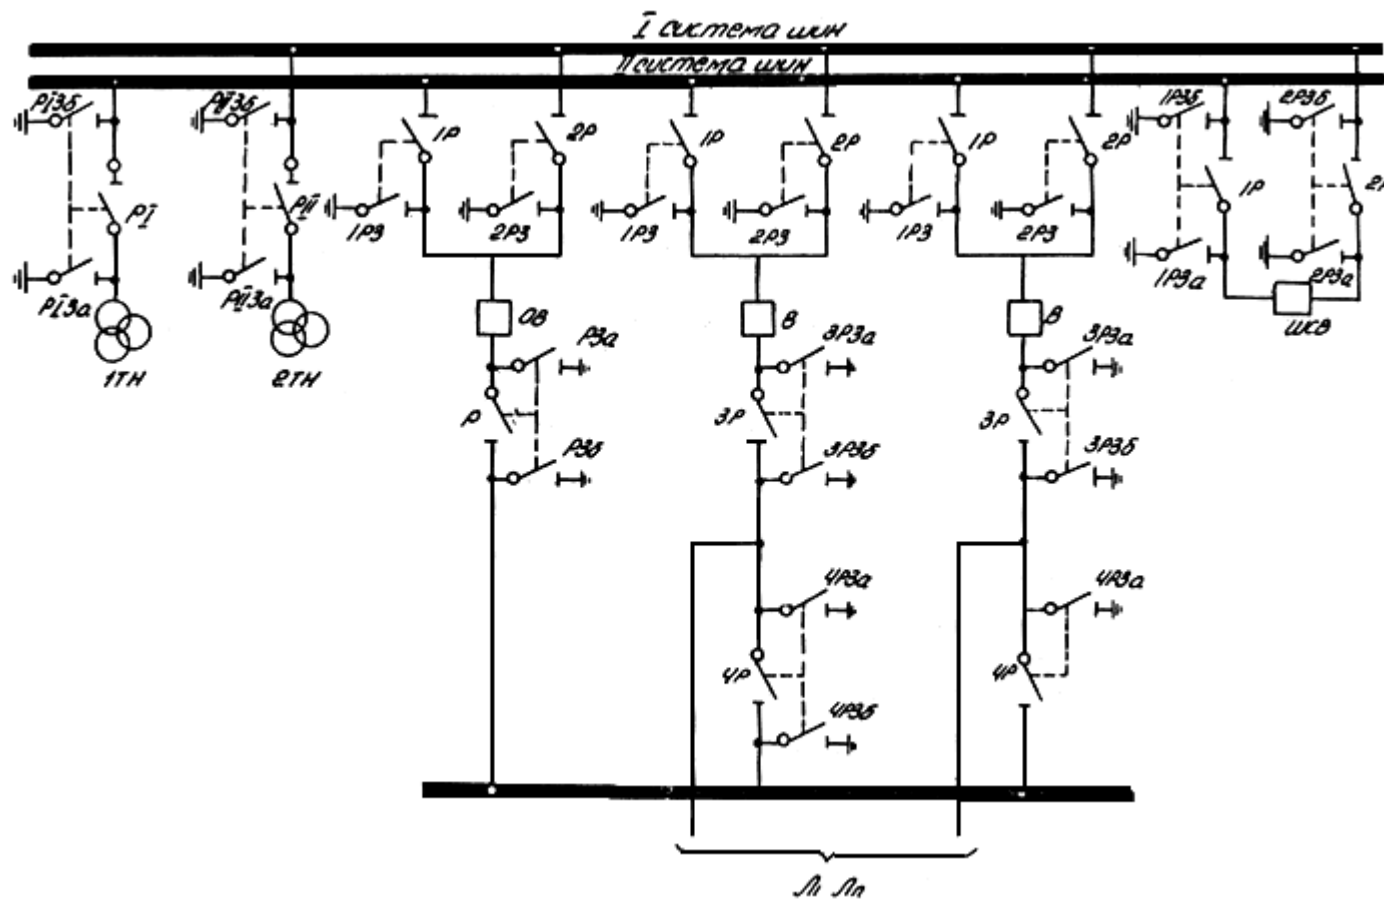 I система шин
II система шин
РIЗб
РIIЗб
1Р
2Р
1Р
2Р
1Р
2Р
1РЗб
2РЗб
РI
РII
1Р
2Р
1РЗ
2РЗ
1РЗ
2РЗ
1РЗ
2РЗ
РIЗа
РIIЗа
1РЗа
2РЗа
ОВ
В
В
ШСВ
1ТН
2ТН
РЗа
3РЗа
3РЗа
Р
3Р
3Р
РЗб
3РЗб
3РЗб
4РЗа
4РЗа
4Р
4Р
4РЗб
Л1 Лп